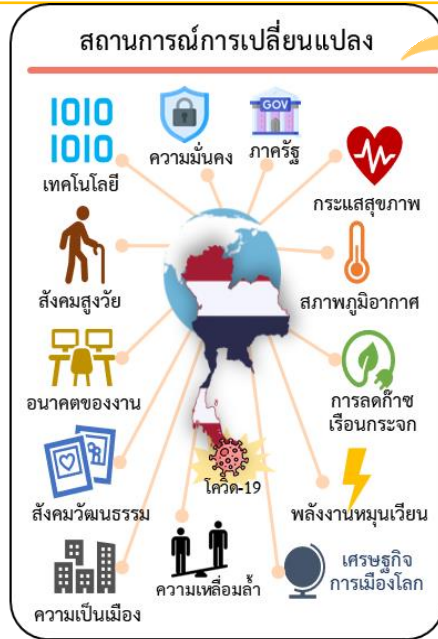 สถานการณ์การเปลี่ยนแปลง
1010
1010
เทคโนโลยี
ความมั่นคง
GOV
ภาครัฐ
กระแสสุขภาพ
สังคมสูงวัย
สภาพภูมิอากาศ
อนาคตของงาน
การลดก๊าซ
เรือนกระจก
สังคมวัฒนธรรม
โควิด-19
พลังงานหมุนเวียน
ความเป็นเมือง
ความเหลื่อมล้ำ
เศรษฐกิจ
การเมืองโลก